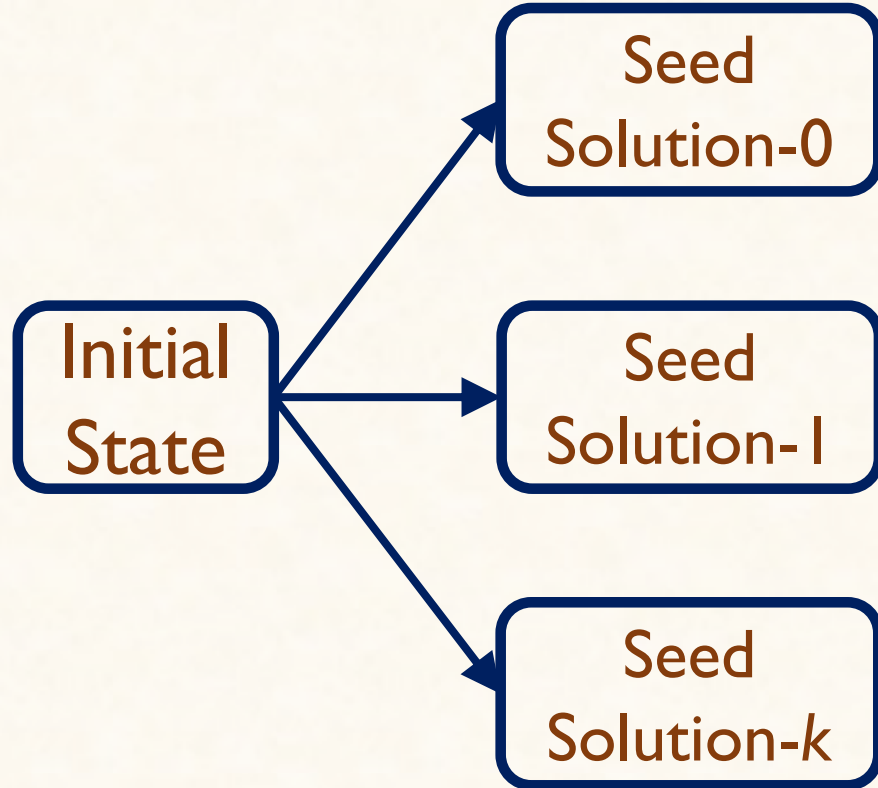 Seed
Solution-0
Initial
State
Seed
Solution-1
Seed
Solution-k